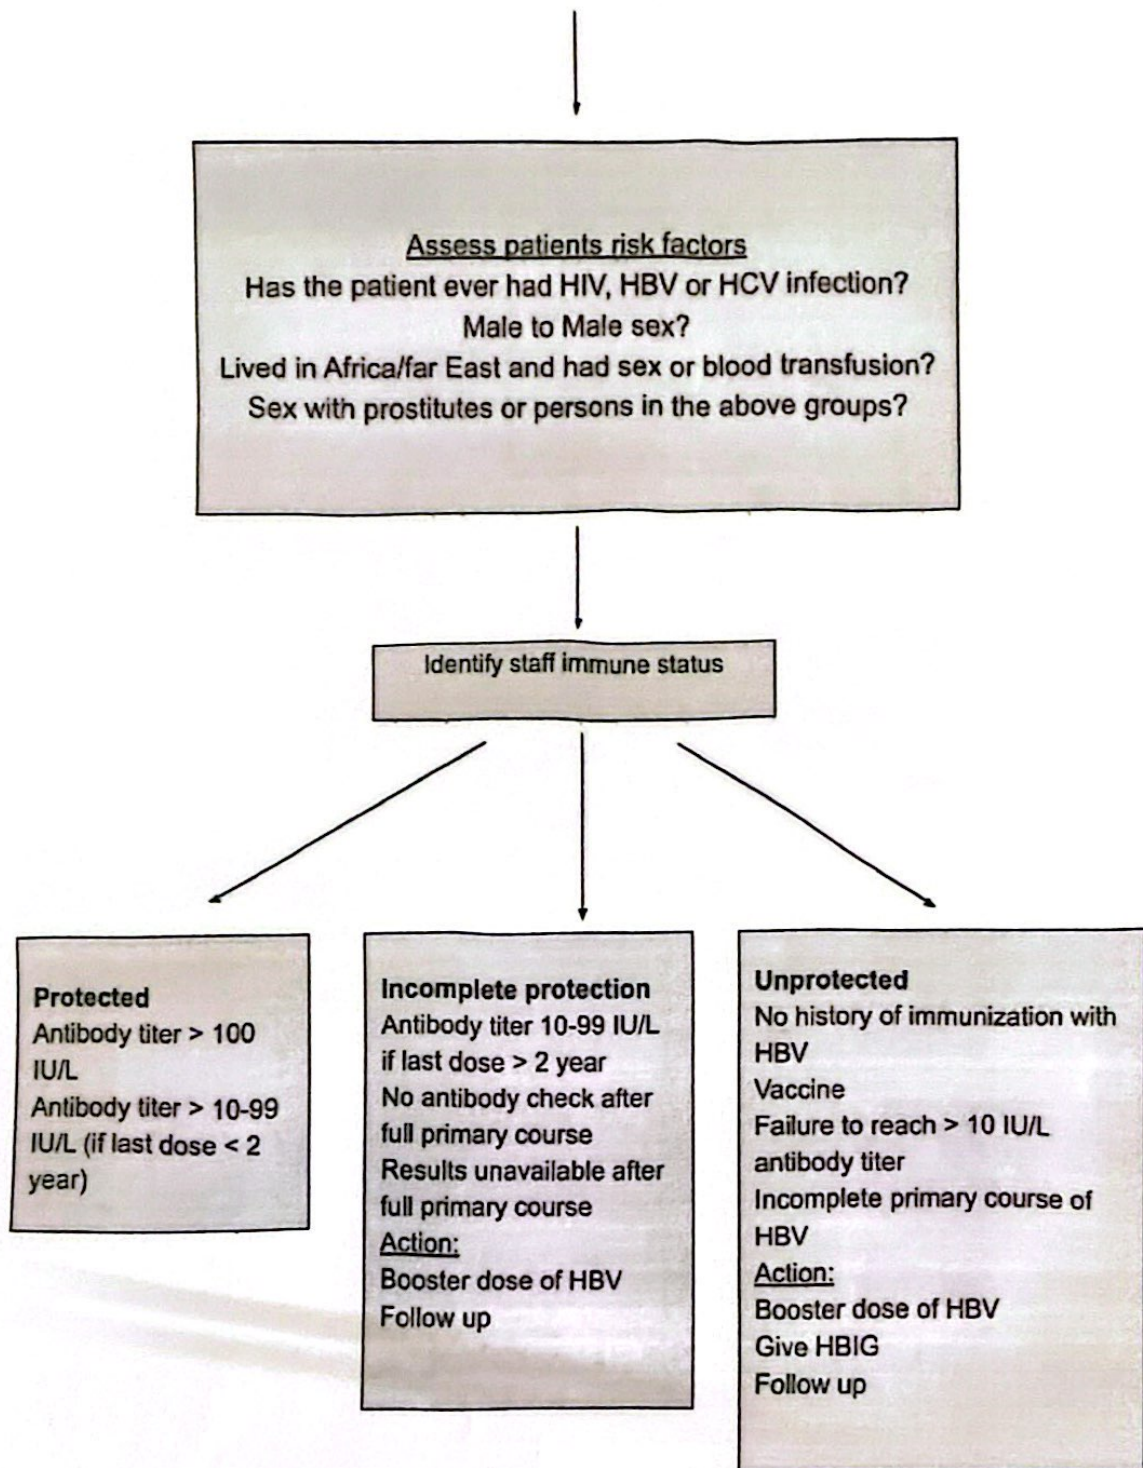 Assess patients risk factors
Has the patient ever had HIV, HBV or HCV infection?
Male to Male sex?
Lived in Africa/far East and had sex or blood transfusion?
Sex with prostitutes or persons in the above groups?
Identify staff immune status
Protected
Antibody titer > 100
IU/L
Antibody titer > 10-99
IU/L (if last dose < 2
year)
Incomplete protection
Antibody titer 10-99 IU/L
if last dose > 2 year
No antibody check after
full primary course
Results unavailable after
full primary course
Action:
Booster dose of HBV
Follow up
Unprotected
No history of immunization with
HBV
Vaccine
Failure to reach > 10 IU/L
antibody titer
Incomplete primary course of
HBV
Action:
Booster dose of HBV
Give HBIG
Follow up